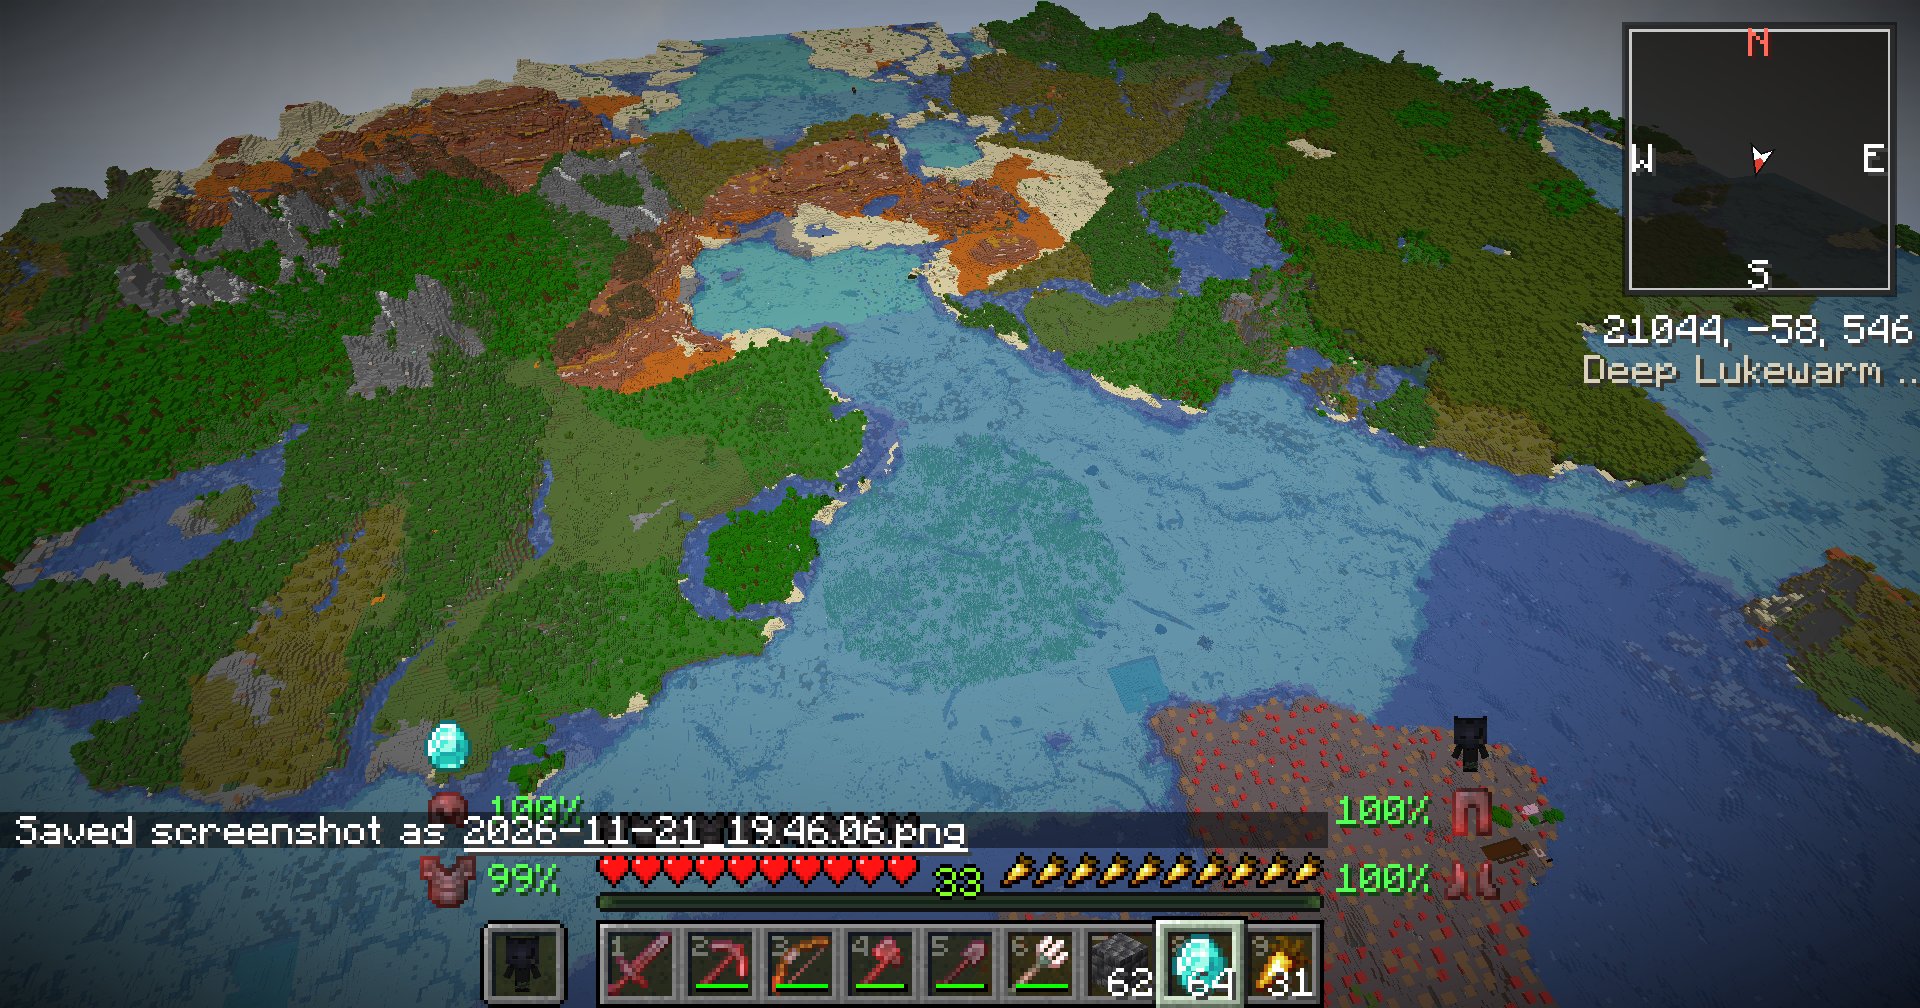 N
W
E
S
-21044, -58, 546
Deep Lukewarm ..
100%
100%
Saved screenshot as 2026-11-21_19.46.06.png
99%
33
100%
1
2
3
4
5
6
62
64
9
31